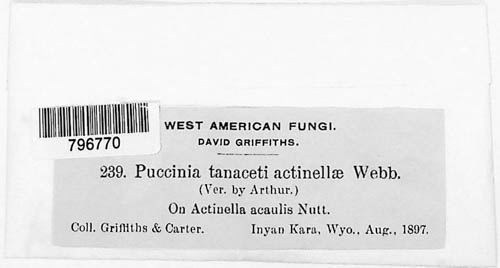 WEST AMERICAN FUNGI.
DAVID GRIFFITHS.
796770
239. Puccinia tanaceti actinellæ Webb.
(Ver. by Arthur.)
On Actinella acaulis Nutt.
Coll. Griffiths & Carter. Inyan Kara, Wyo., Aug., 1897.